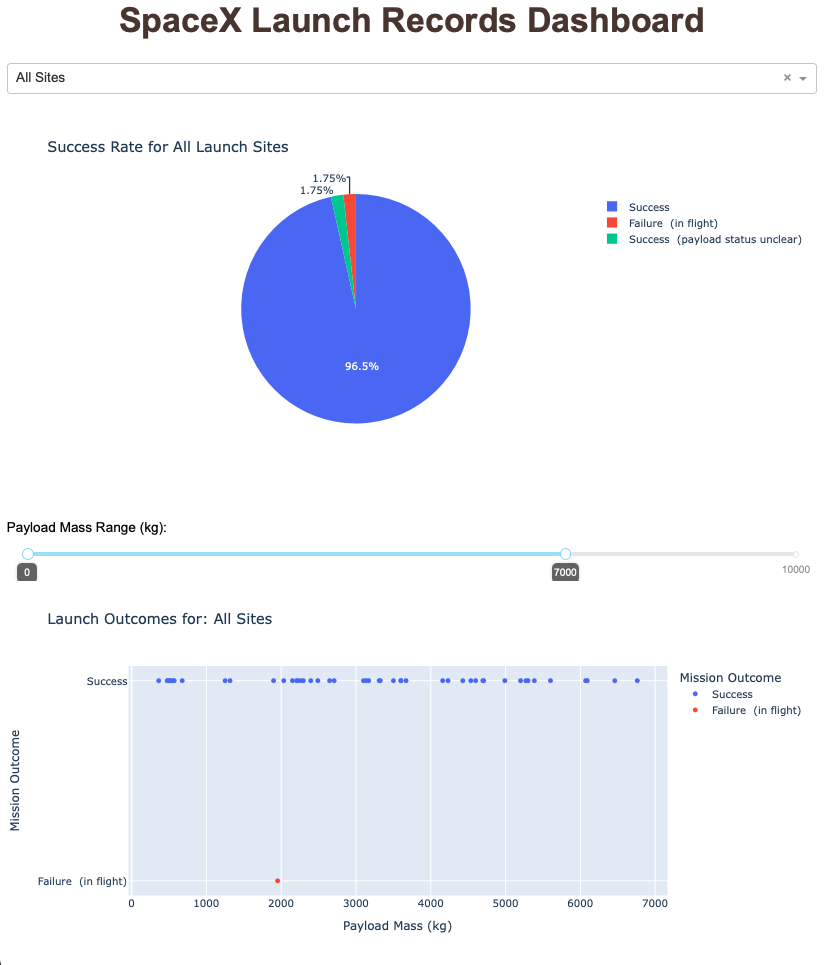 SpaceX Launch Records Dashboard
All Sites
Success Rate for All Launch Sites
1.75%
1.75%
96.5%
Success
Failure (in flight)
Success (payload status unclear)
Payload Mass Range (kg):
0
7000
10000
Launch Outcomes for: All Sites
Mission Outcome
Success
Failure (in flight)
Mission Outcome
Success
Failure (in flight)
0 1000 2000 3000 4000 5000 6000 7000
Payload Mass (kg)